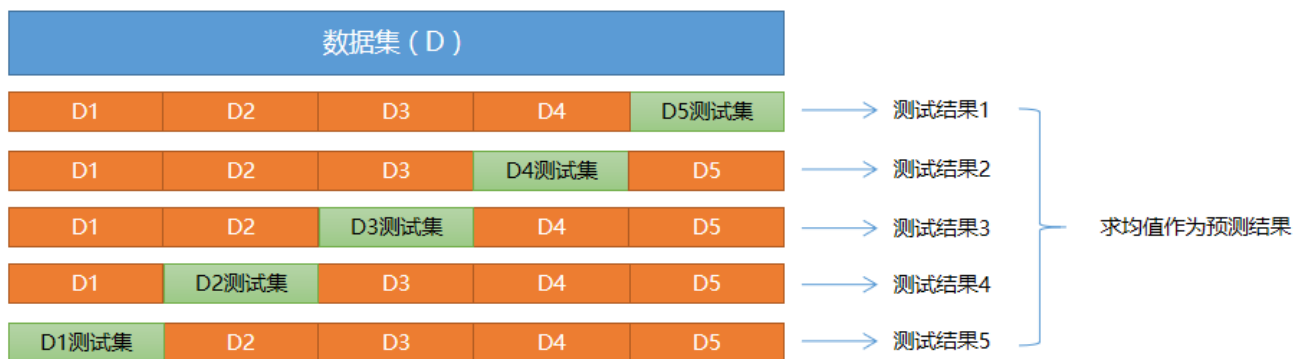 数据集（D）
D1 D2 D3 D4 D5测试集 测试结果1
D1 D2 D3 D4测试集 D5 测试结果2
D1 D2 D3测试集 D4 D5 测试结果3
求均值作为预测结果
D1 D2测试集 D3 D4 D5 测试结果4
D1测试集 D2 D3 D4 D5 测试结果5